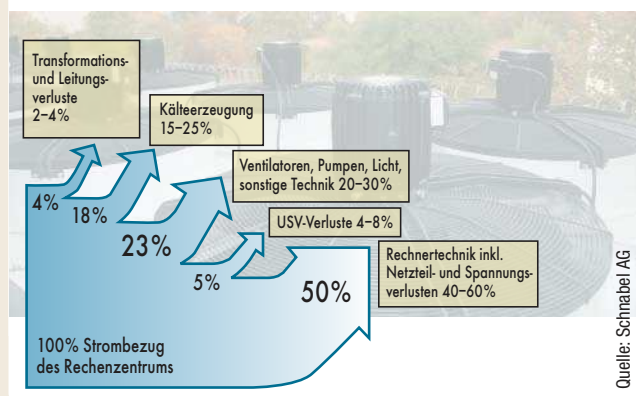 Transformations-
und Leitungs-
verluste
2–4%
Kälteerzeugung
15–25%
Ventilatoren, Pumpen, Licht,
sonstige Technik 20–30%
USV-Verluste 4–8%
Rechnertechnik inkl.
Netzteil- und Spannungs-
verlusten 40–60%
4%
18%
23%
5%
50%
100% Strombezug
des Rechenzentrums
Quelle: Schnabel AG